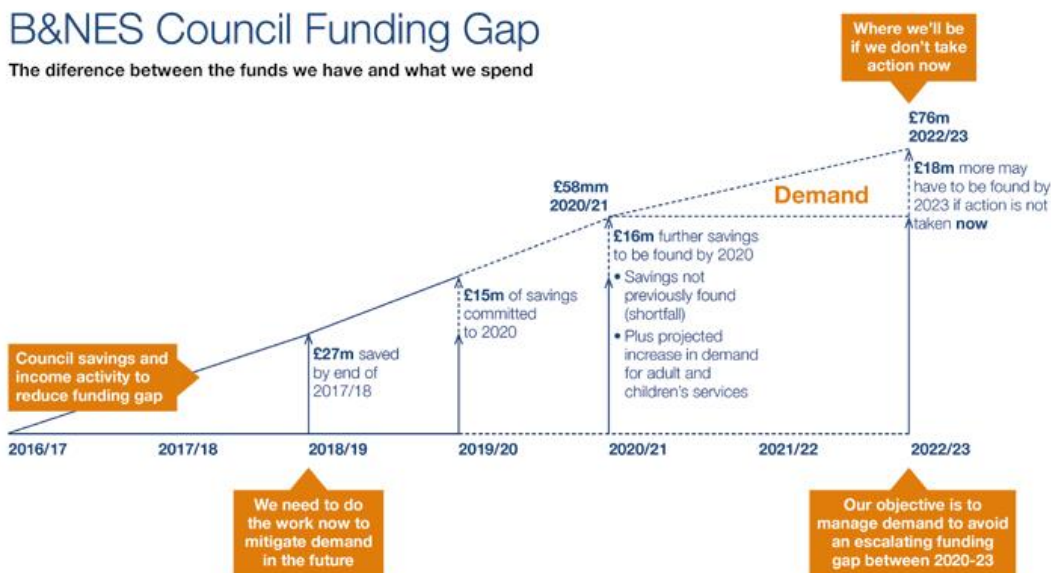 B&NES Council Funding Gap
The diference between the funds we have and what we spend
Where we'll be
if we don't take
action now
£76m
2022/23
£18m more may
have to be found by
2023 if action is not
taken now
£58mm
2020/21
Demand
£16m further savings
to be found by 2020
• Savings not
previously found
(shortfall)
• Plus projected
increase in demand
for adult and
children's services
£15m of savings
committed
to 2020
£27m saved
by end of
2017/18
Council savings and
income activity to
reduce funding gap
2016/17 2017/18 2018/19 2019/20 2020/21 2021/22 2022/23
We need to do
the work now to
mitigate demand
in the future
Our objective is to
manage demand to avoid
an escalating funding
gap between 2020-23